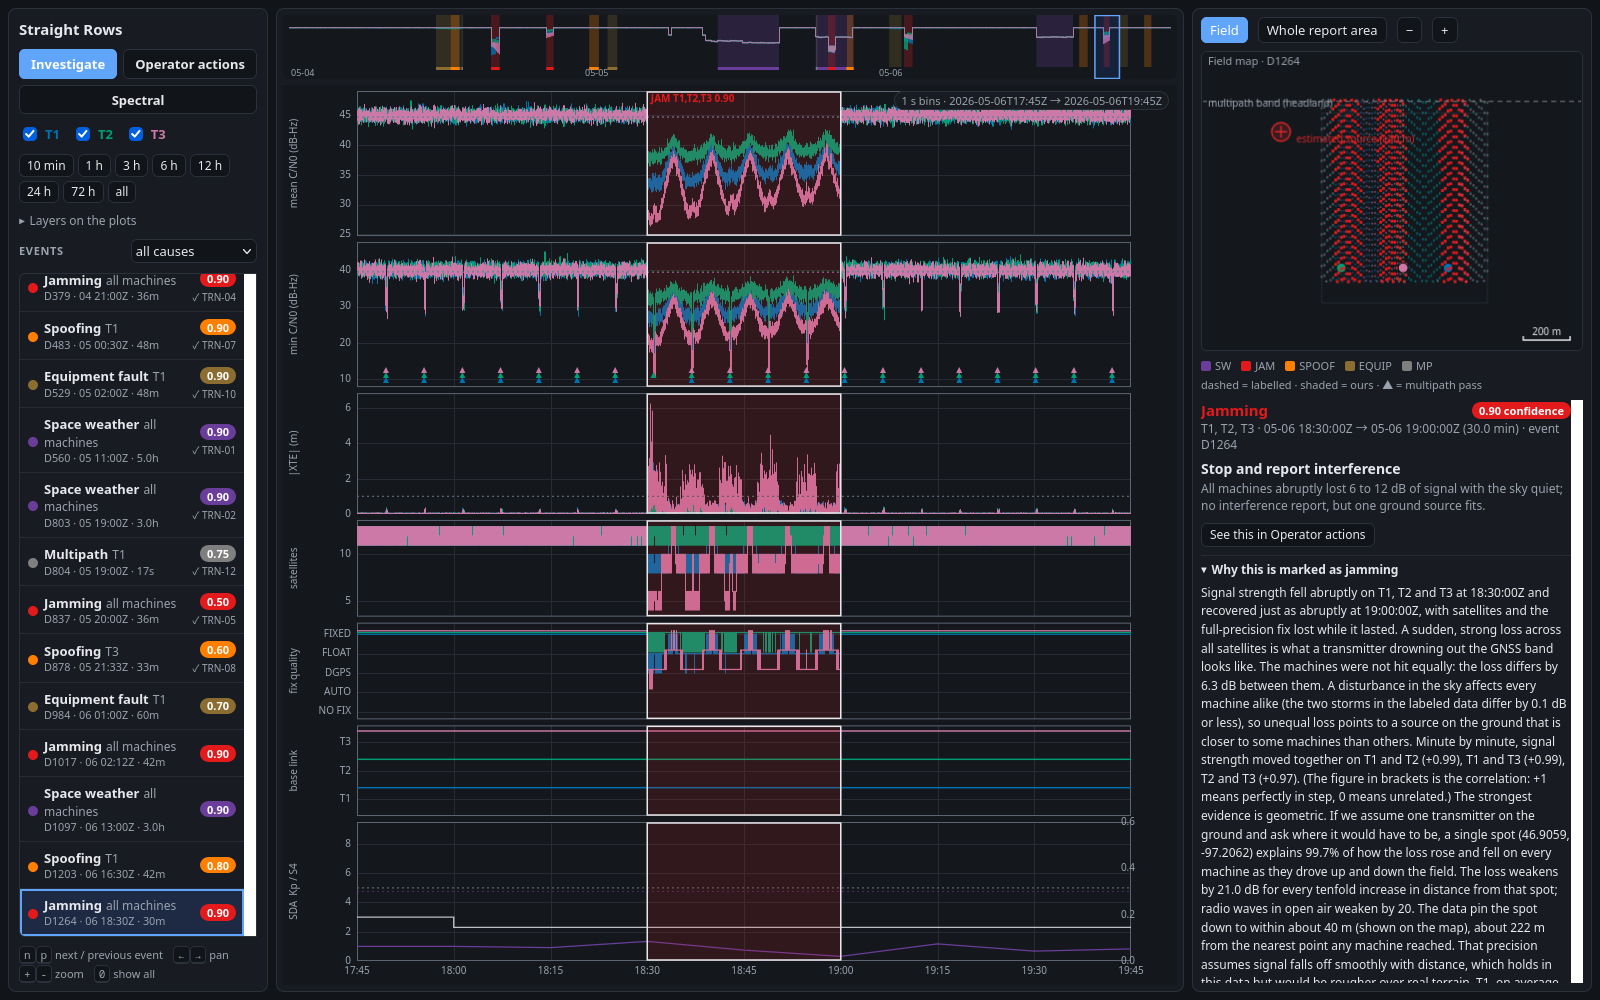 Straight Rows
Investigate
Operator actions
Spectral
T1
T2
T3
10 min
1 h
3 h
6 h
12 h
24 h
72 h
all
▸ Layers on the plots
EVENTS
all causes
Jamming all machines
0.90
D379 · 04 21:00Z · 36m
✓ TRN-04
Spoofing T1
0.90
D483 · 05 00:30Z · 48m
✓ TRN-07
Equipment fault T1
0.90
D529 · 05 02:00Z · 48m
✓ TRN-10
Space weather all
machines
0.90
D560 · 05 11:00Z · 5.0h
✓ TRN-01
Space weather all
machines
0.90
D803 · 05 19:00Z · 3.0h
✓ TRN-02
Multipath T1
0.75
D804 · 05 19:00Z · 17s
✓ TRN-12
Jamming all machines
0.50
D837 · 05 20:00Z · 36m
✓ TRN-05
Spoofing T3
0.60
D878 · 05 21:33Z · 33m
✓ TRN-08
Equipment fault T1
0.70
D984 · 06 01:00Z · 60m
Jamming all machines
0.90
D1017 · 06 02:12Z · 42m
Space weather all
machines
0.90
D1097 · 06 13:00Z · 3.0h
Spoofing T1
0.80
D1203 · 06 16:30Z · 42m
Jamming all machines
0.90
D1264 · 06 18:30Z · 30m
n p next / previous event ← → pan
+ - zoom 0 show all
05-04
05-05
05-06
JAM T1,T2,T3 0.90
1 s bins · 2026-05-06T17:45Z → 2026-05-06T19:45Z
mean C/N0 (dB-Hz)
45
40
35
30
25
min C/N0 (dB-Hz)
40
30
20
10
|XTE| (m)
6
4
2
0
satellites
10
5
fix quality
FIXED
FLOAT
DGPS
AUTO
NO FIX
base link
T3
T2
T1
SDA Kp / S4
8
6
4
2
0
0.6
0.4
0.2
0.0
17:45
18:00
18:15
18:30
18:45
19:00
19:15
19:30
19:45
Field
Whole report area
−
+
Field map · D1264
multipath band (headland)
estimated source
200 m
SW
JAM
SPOOF
EQUIP
MP
dashed = labelled · shaded = ours · ▲ = multipath pass
Jamming
0.90 confidence
T1, T2, T3 · 05-06 18:30:00Z → 05-06 19:00:00Z (30.0 min) · event
D1264
Stop and report interference
All machines abruptly lost 6 to 12 dB of signal with the sky quiet;
no interference report, but one ground source fits.
See this in Operator actions
▾ Why this is marked as jamming
Signal strength fell abruptly on T1, T2 and T3 at 18:30:00Z and
recovered just as abruptly at 19:00:00Z, with satellites and the
full-precision fix lost while it lasted. A sudden, strong loss across
all satellites is what a transmitter drowning out the GNSS band
looks like. The machines were not hit equally: the loss differs by
6.3 dB between them. A disturbance in the sky affects every
machine alike (the two storms in the labeled data differ by 0.1 dB
or less), so unequal loss points to a source on the ground that is
closer to some machines than others. Minute by minute, signal
strength moved together on T1 and T2 (+0.99), T1 and T3 (+0.99),
T2 and T3 (+0.97). (The figure in brackets is the correlation: +1
means perfectly in step, 0 means unrelated.) The strongest
evidence is geometric. If we assume one transmitter on the
ground and ask where it would have to be, a single spot (46.9059,
-97.2062) explains 99.7% of how the loss rose and fell on every
machine as they drove up and down the field. The loss weakens
by 21.0 dB for every tenfold increase in distance from that spot;
radio waves in open air weaken by 20. The data pin the spot
down to within about 40 m (shown on the map), about 222 m
from the nearest point any machine reached. That precision
assumes signal falls off smoothly with distance, which holds in
this data but would be rougher over real terrain. T1, on average,